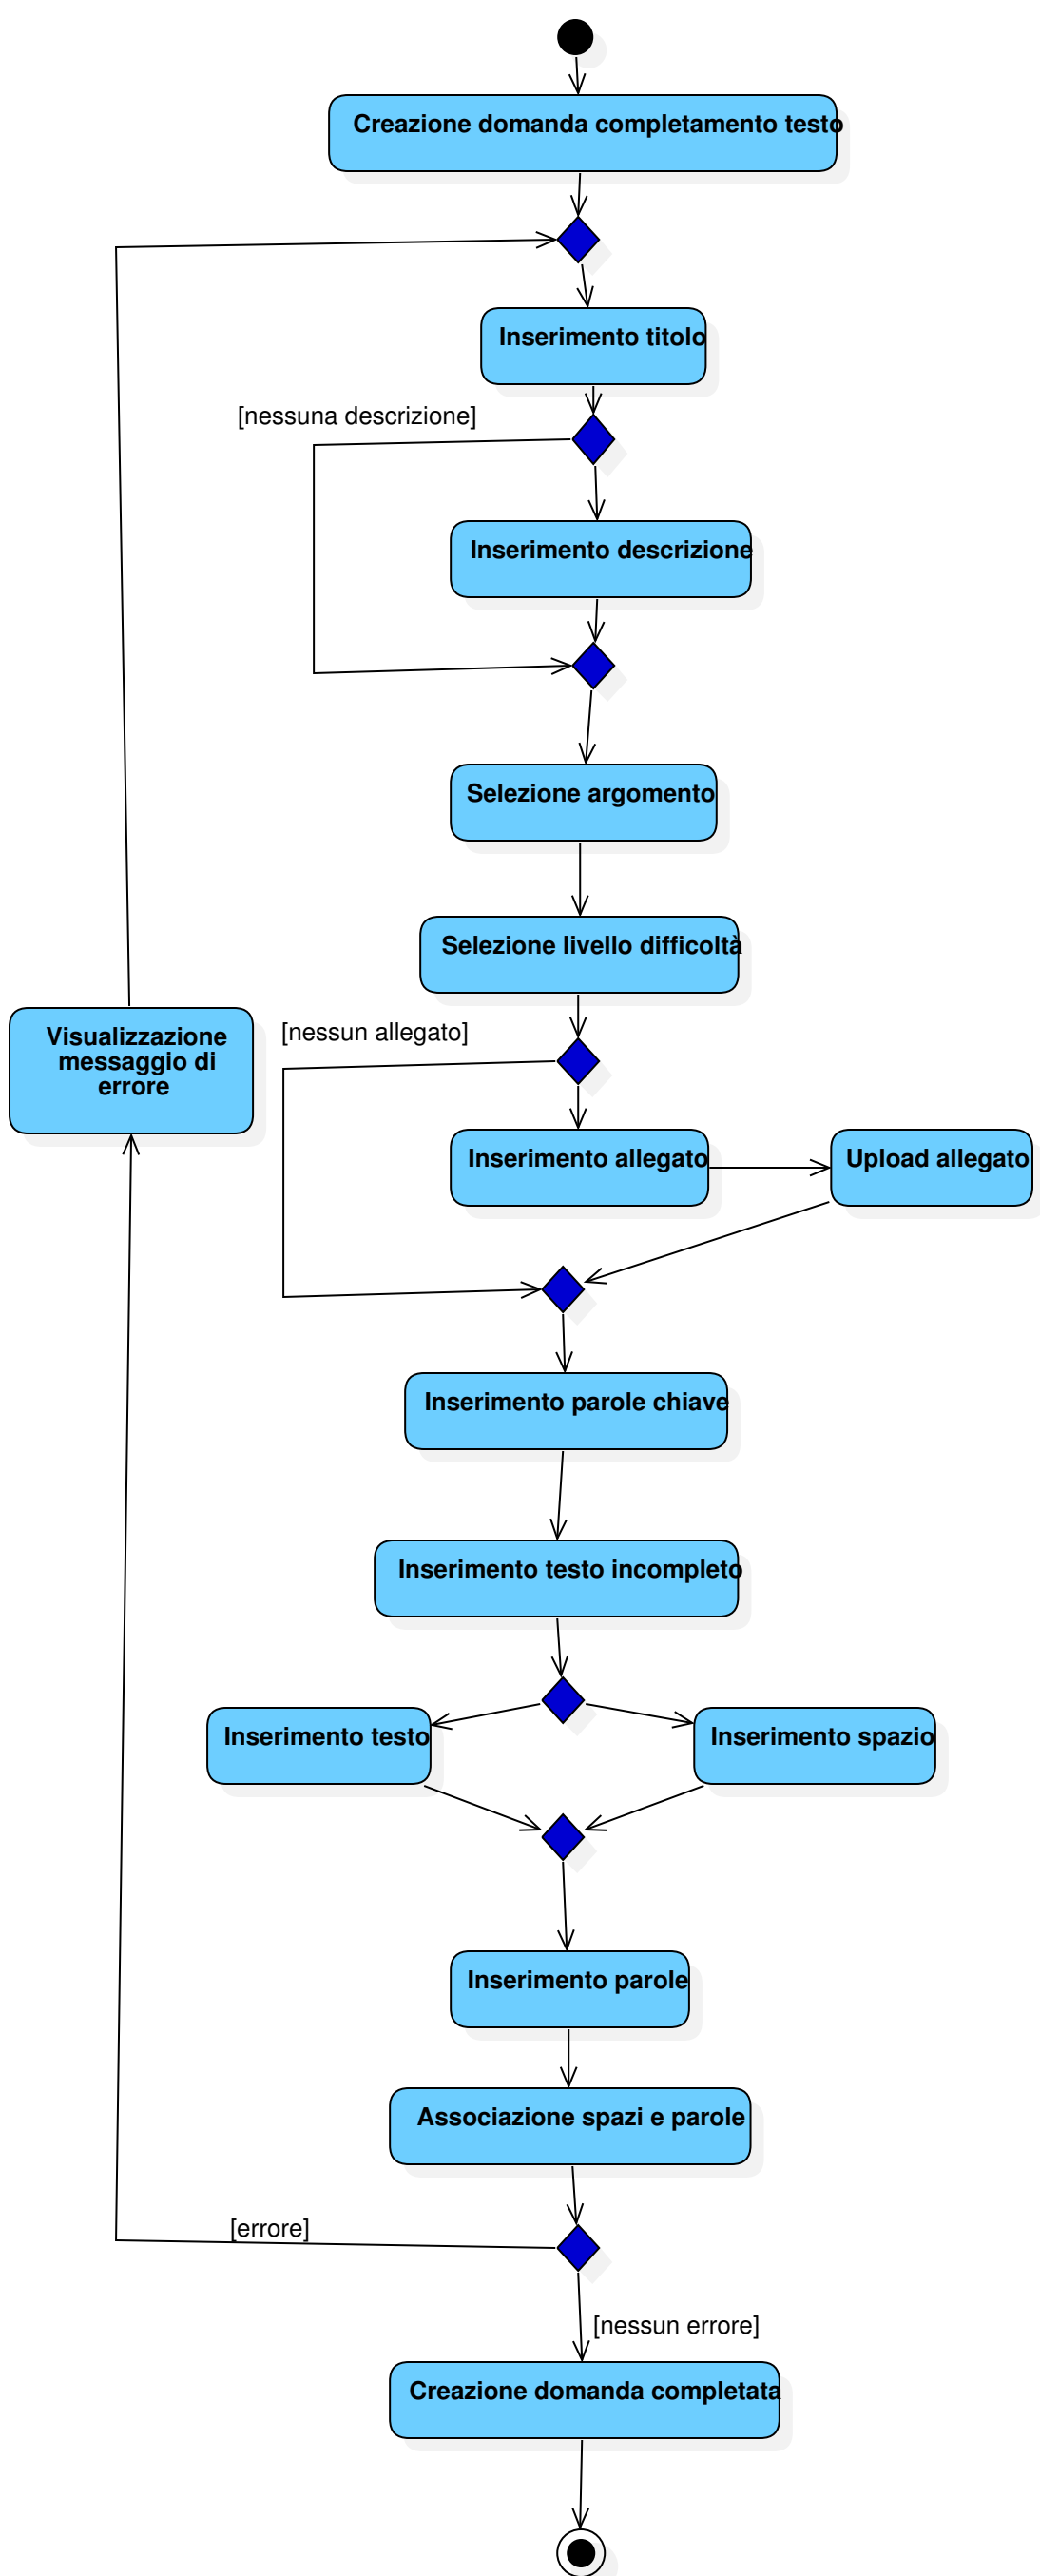 Creazione domanda completamento testo
Inserimento titolo
[nessuna descrizione]
Inserimento descrizione
Selezione argomento
Selezione livello difficoltà
Visualizzazione
messaggio di
errore
[nessun allegato]
Inserimento allegato
Upload allegato
Inserimento parole chiave
Inserimento testo incompleto
Inserimento testo
Inserimento spazio
Inserimento parole
Associazione spazi e parole
[errore]
[nessun errore]
Creazione domanda completata